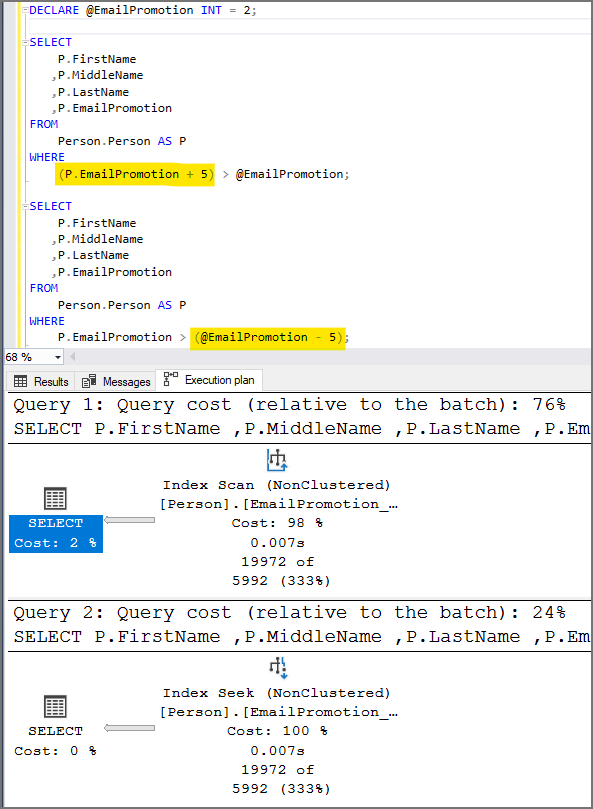 DECLARE @EmailPromotion INT = 2;
SELECT
P.FirstName
,P.MiddleName
,P.LastName
,P.EmailPromotion
FROM
Person.Person AS P
WHERE
(P.EmailPromotion + 5) > @EmailPromotion;
SELECT
P.FirstName
,P.MiddleName
,P.LastName
,P.EmailPromotion
FROM
Person.Person AS P
WHERE
P.EmailPromotion > (@EmailPromotion - 5);
68 %
Results Messages Execution plan
Query 1: Query cost (relative to the batch): 76%
SELECT P.FirstName ,P.MiddleName ,P.LastName ,P.Em
Index Scan (NonClustered)
[Person].[EmailPromotion_…
SELECT
Cost: 98 %
Cost: 2 %
0.007s
19972 of
5992 (333%)
Query 2: Query cost (relative to the batch): 24%
SELECT P.FirstName ,P.MiddleName ,P.LastName ,P.Em
Index Seek (NonClustered)
[Person].[EmailPromotion_…
SELECT
Cost: 100 %
Cost: 0 %
0.007s
19972 of
5992 (333%)